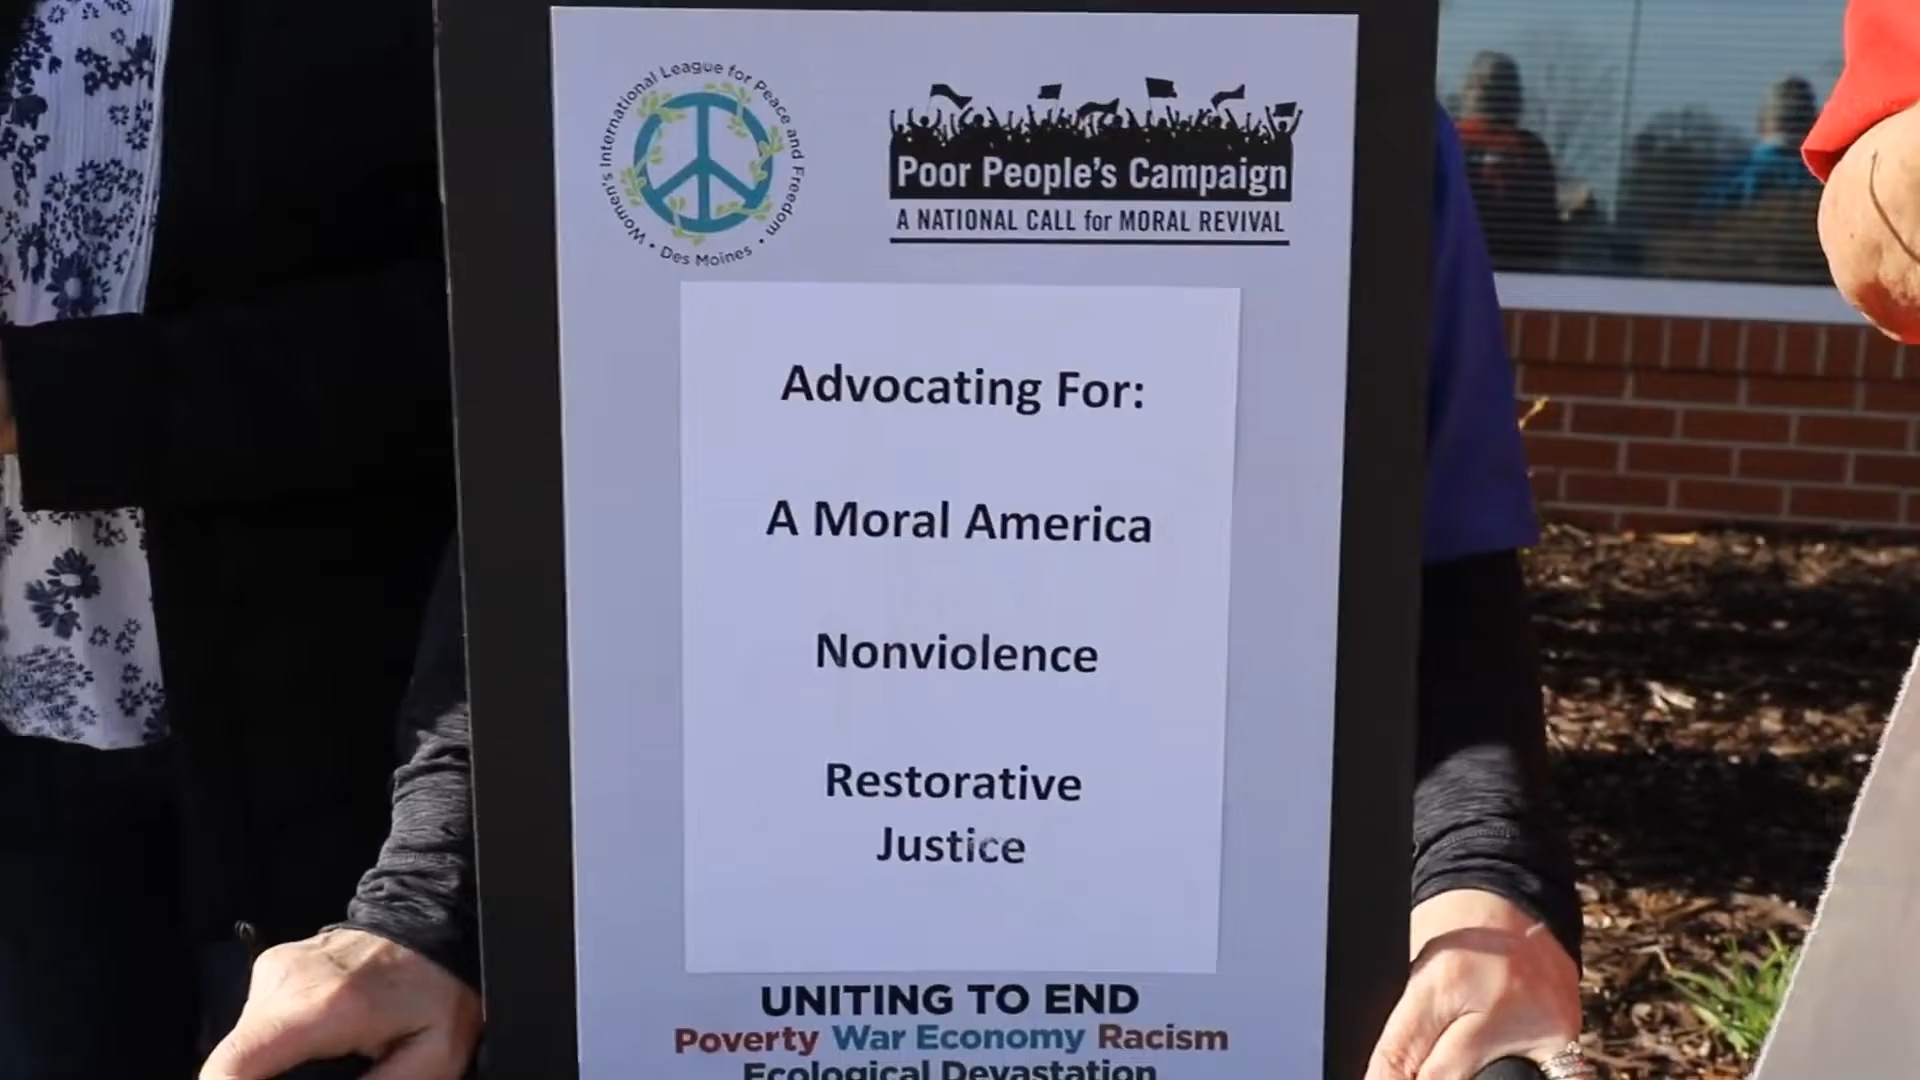 Women's International League for Peace and Freedom • Des Moines •
Poor People's Campaign
A NATIONAL CALL for MORAL REVIVAL
Advocating For:
A Moral America
Nonviolence
Restorative
Justice
UNITING TO END
Poverty War Economy Racism
Ecological Devastation